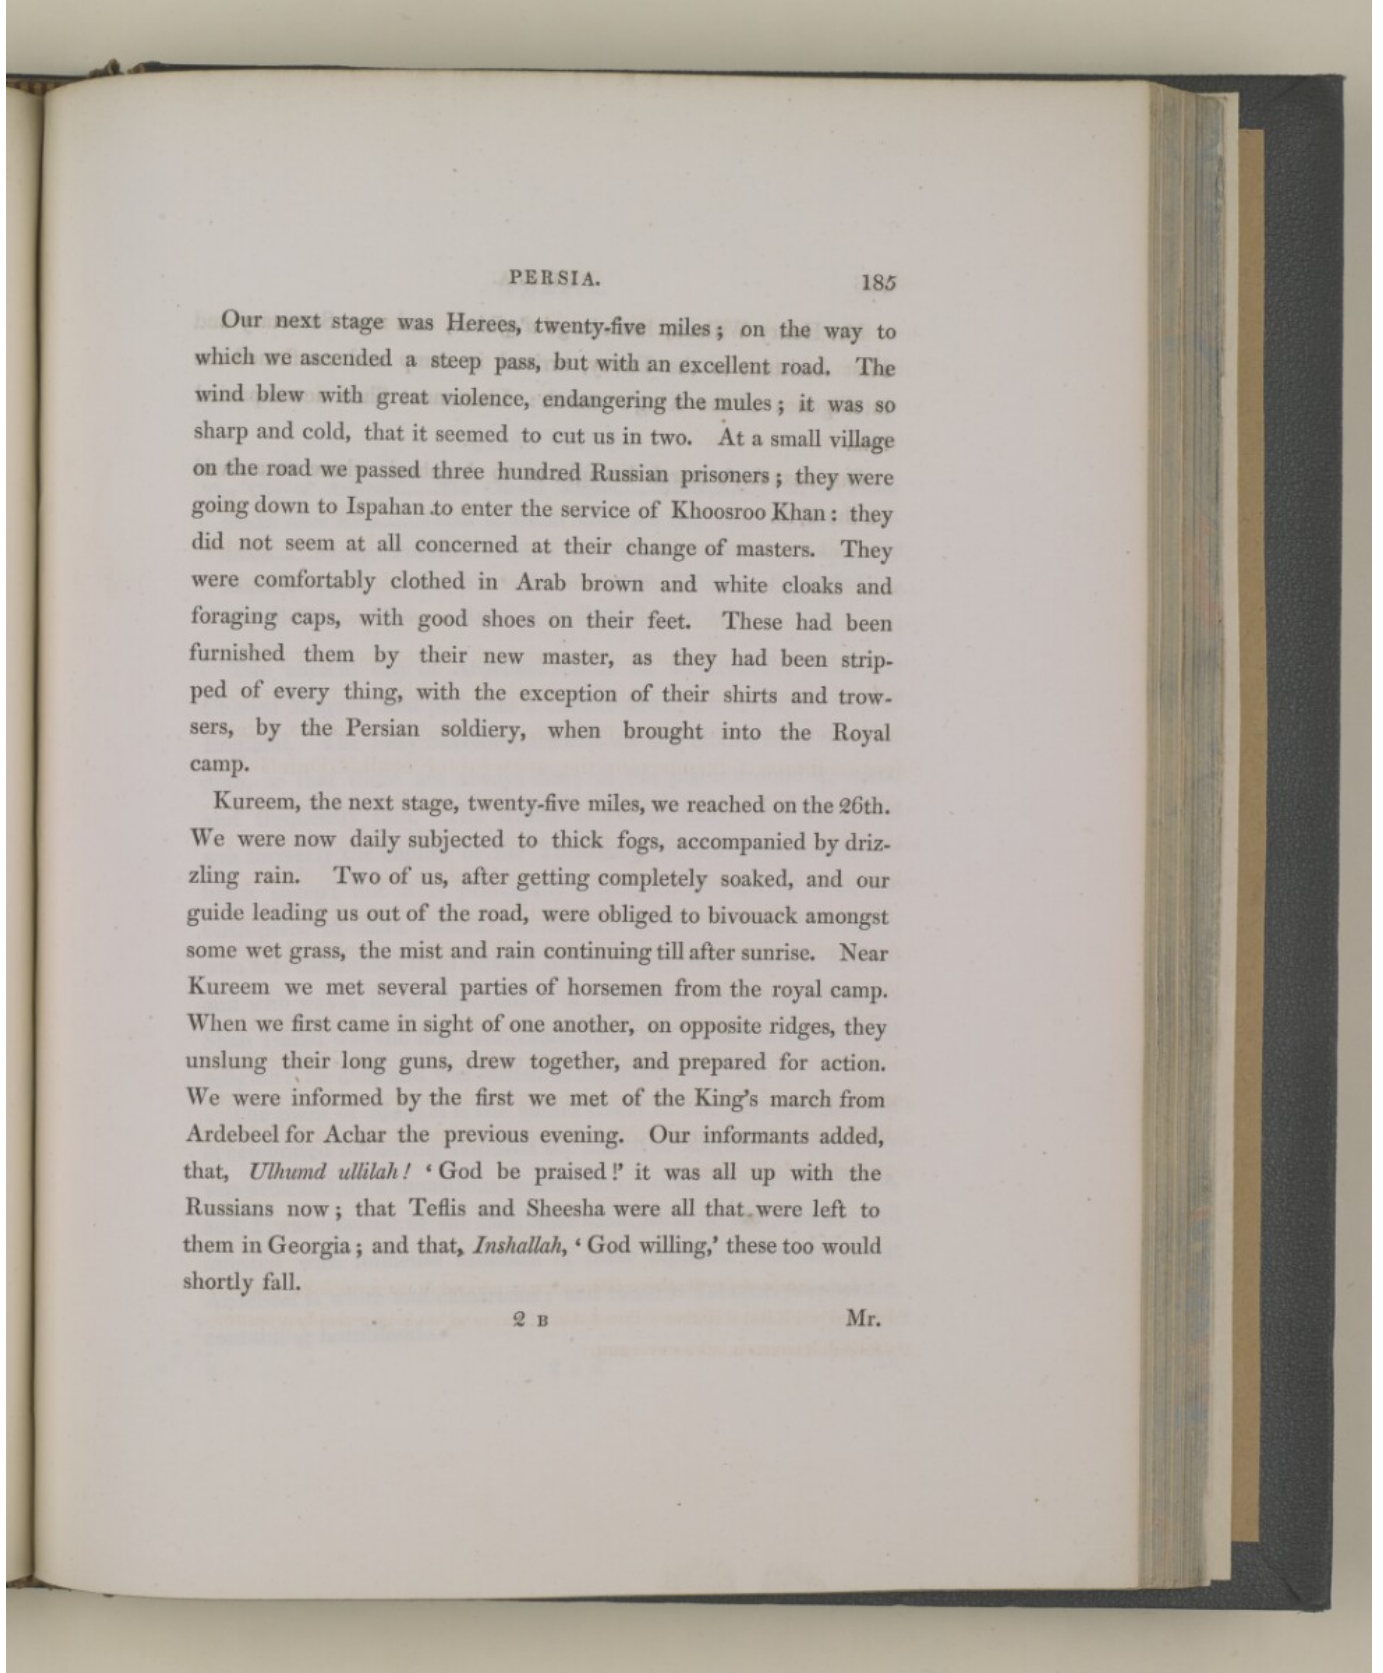 PERSIA. 185
Our next stage was Herees, twenty-five miles; on the way to
which we ascended a steep pass, but with an excellent road. The
wind blew with great violence, endangering the mules; it was so
sharp and cold, that it seemed to cut us in two. At a small village
on the road we passed three hundred Russian prisoners; they were
going down to Ispahan to enter the service of Khoosroo Khan: they
did not seem at all concerned at their change of masters. They
were comfortably clothed in Arab brown and white cloaks and
foraging caps, with good shoes on their feet. These had been
furnished them by their new master, as they had been strip-
ped of every thing, with the exception of their shirts and trow-
sers, by the Persian soldiery, when brought into the Royal
camp.
Kureem, the next stage, twenty-five miles, we reached on the 26th.
We were now daily subjected to thick fogs, accompanied by driz-
zling rain. Two of us, after getting completely soaked, and our
guide leading us out of the road, were obliged to bivouack amongst
some wet grass, the mist and rain continuing till after sunrise. Near
Kureem we met several parties of horsemen from the royal camp.
When we first came in sight of one another, on opposite ridges, they
unslung their long guns, drew together, and prepared for action.
We were informed by the first we met of the King's march from
Ardebeel for Achar the previous evening. Our informants added,
that, Ulhumd ullilah! ‘God be praised!’ it was all up with the
Russians now; that Teflis and Sheesha were all that were left to
them in Georgia; and that, Inshallah, ‘God willing,’ these too would
shortly fall.
2 B Mr.